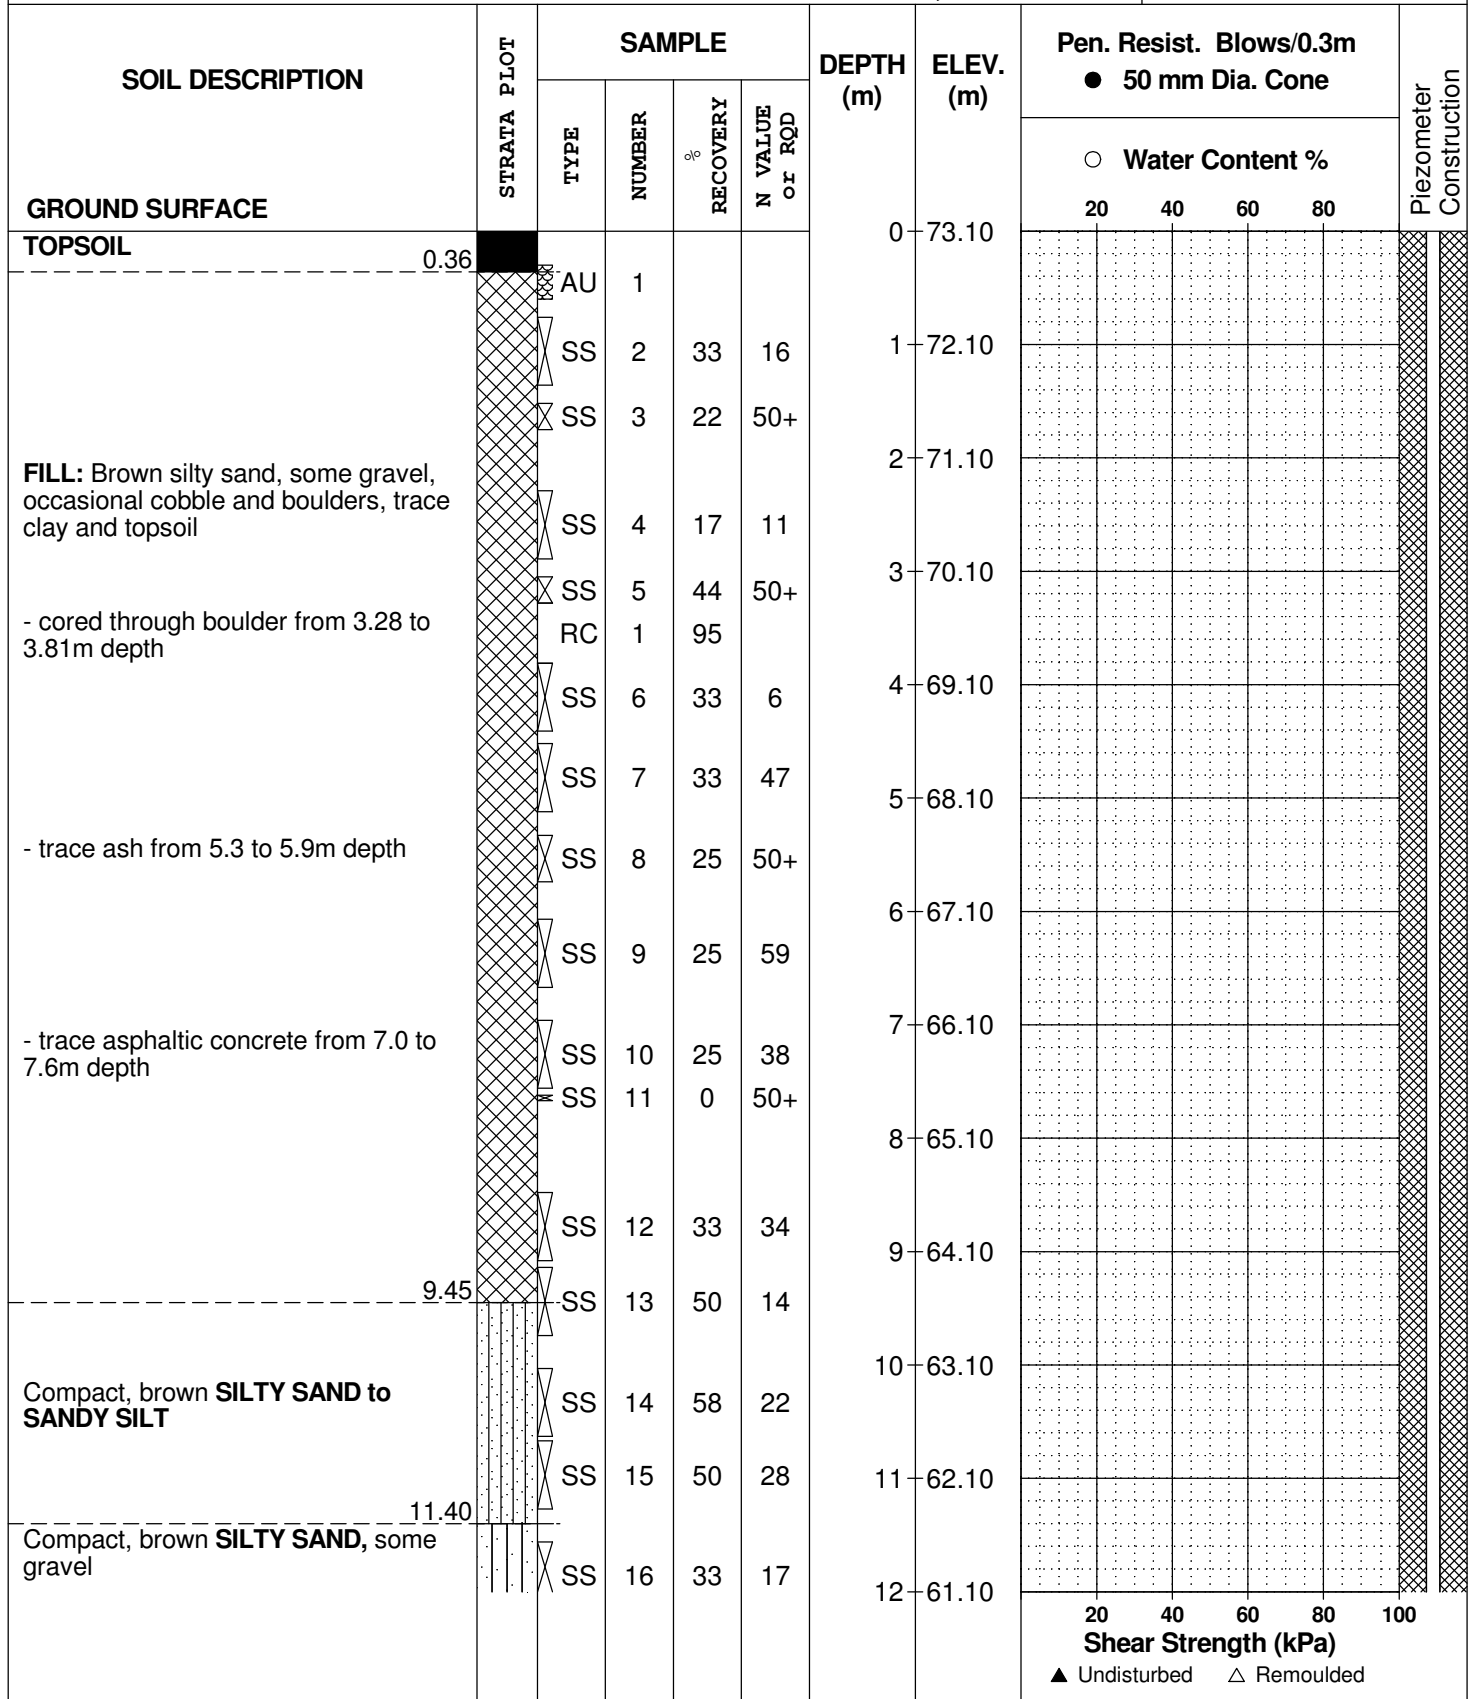 SOIL DESCRIPTION
GROUND SURFACE
STRATA PLOT
SAMPLE
TYPE
NUMBER
%
RECOVERY
N VALUE
or RQD
DEPTH
(m)
ELEV.
(m)
Pen. Resist. Blows/0.3m
● 50 mm Dia. Cone
○ Water Content %
20 40 60 80
Piezometer
Construction
0 73.10
TOPSOIL
0.36
AU 1
SS 2 33 16
1 72.10
SS 3 22 50+
2 71.10
FILL: Brown silty sand, some gravel,
occasional cobble and boulders, trace
clay and topsoil
SS 4 17 11
3 70.10
SS 5 44 50+
- cored through boulder from 3.28 to
3.81m depth
RC 1 95
SS 6 33 6
4 69.10
SS 7 33 47
5 68.10
- trace ash from 5.3 to 5.9m depth
SS 8 25 50+
6 67.10
SS 9 25 59
7 66.10
- trace asphaltic concrete from 7.0 to
7.6m depth
SS 10 25 38
SS 11 0 50+
8 65.10
SS 12 33 34
9 64.10
9.45
SS 13 50 14
10 63.10
Compact, brown SILTY SAND to
SANDY SILT
SS 14 58 22
SS 15 50 28
11 62.10
11.40
Compact, brown SILTY SAND, some
gravel
SS 16 33 17
12 61.10
20 40 60 80 100
Shear Strength (kPa)
▲ Undisturbed △ Remoulded